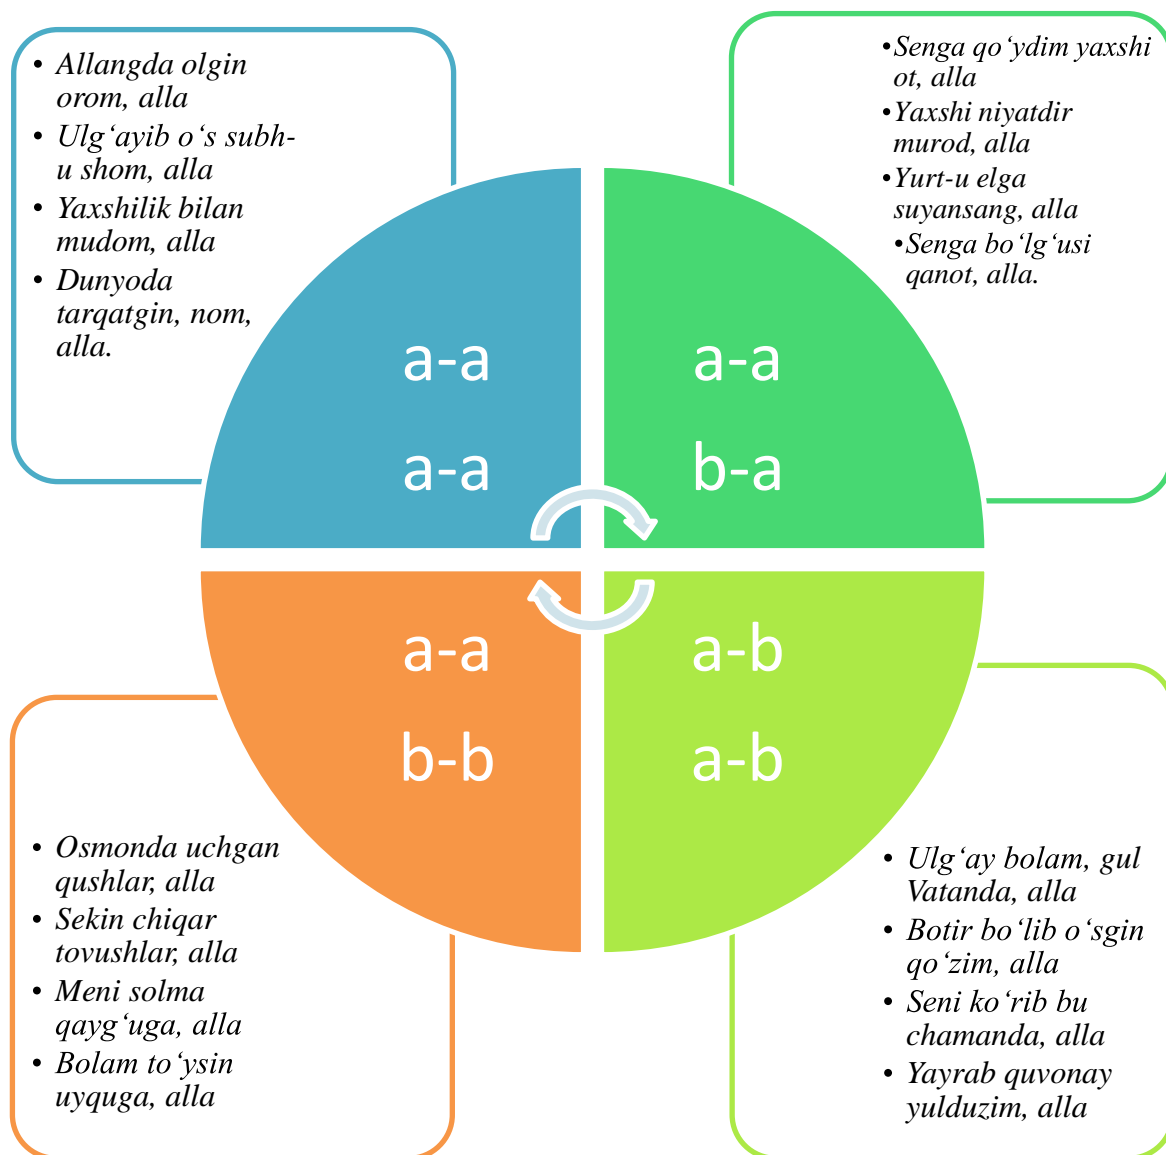 • Allangda olgin
orom, alla
• Ulg‘ayib o‘s subh-
u shom, alla
• Yaxshilik bilan
mudom, alla
• Dunyoda
tarqatgin, nom,
alla.
•Senga qo‘ydim yaxshi
ot, alla
•Yaxshi niyatdir
murod, alla
•Yurt-u elga
suyansang, alla
•Senga bo‘lg‘usi
qanot, alla.
a-a
a-a
a-a
b-a
a-a
b-b
a-b
a-b
• Osmonda uchgan
qushlar, alla
• Sekin chiqar
tovushlar, alla
• Meni solma
qayg‘uga, alla
• Bolam to‘ysin
uyquga, alla
• Ulg‘ay bolam, gul
Vatanda, alla
• Botir bo‘lib o‘sgin
qo‘zim, alla
• Seni ko‘rib bu
chamanda, alla
• Yayrab quvonay
yulduzim, alla